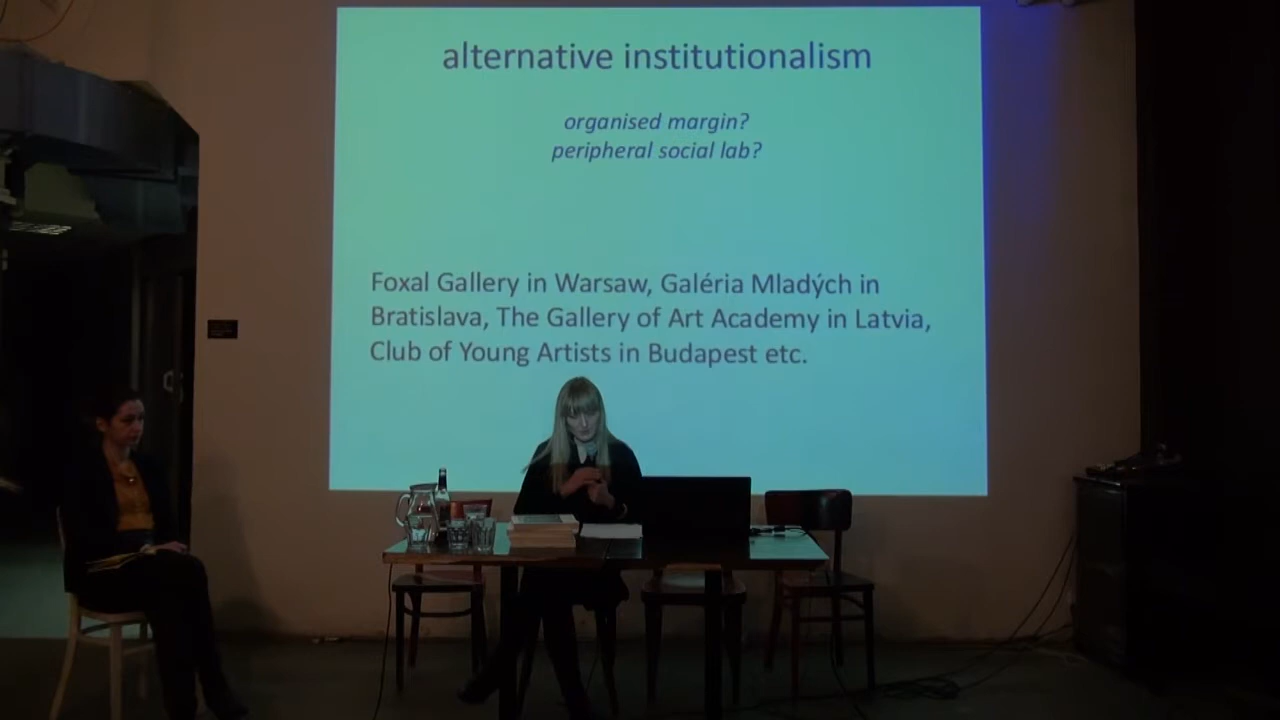 alternative institutionalism
organised margin?
peripheral social lab?
Foxal Gallery in Warsaw, Galéria Mladých in
Bratislava, The Gallery of Art Academy in Latvia,
Club of Young Artists in Budapest etc.